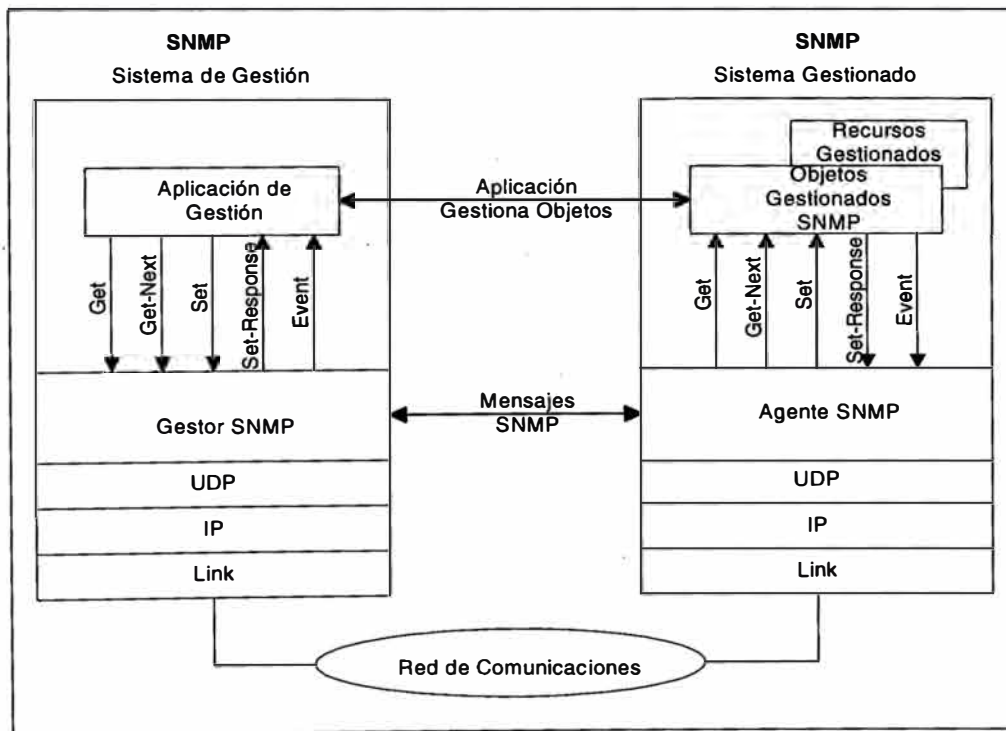 SNMP
Sistema de Gestión
SNMP
Sistema Gestionado
Recursos
Gestionados
Aplicación de
Gestión
Aplicación
Gestiona Objetos
Objetos
Gestionados
SNMP
Get
Get-Next
Set
Set-Response
Event
Get
Get-Next
Set
Set-Response
Event
Gestor SNMP
Mensajes
SNMP
Agente SNMP
UDP
UDP
IP
IP
Link
Link
Red de Comunicaciones